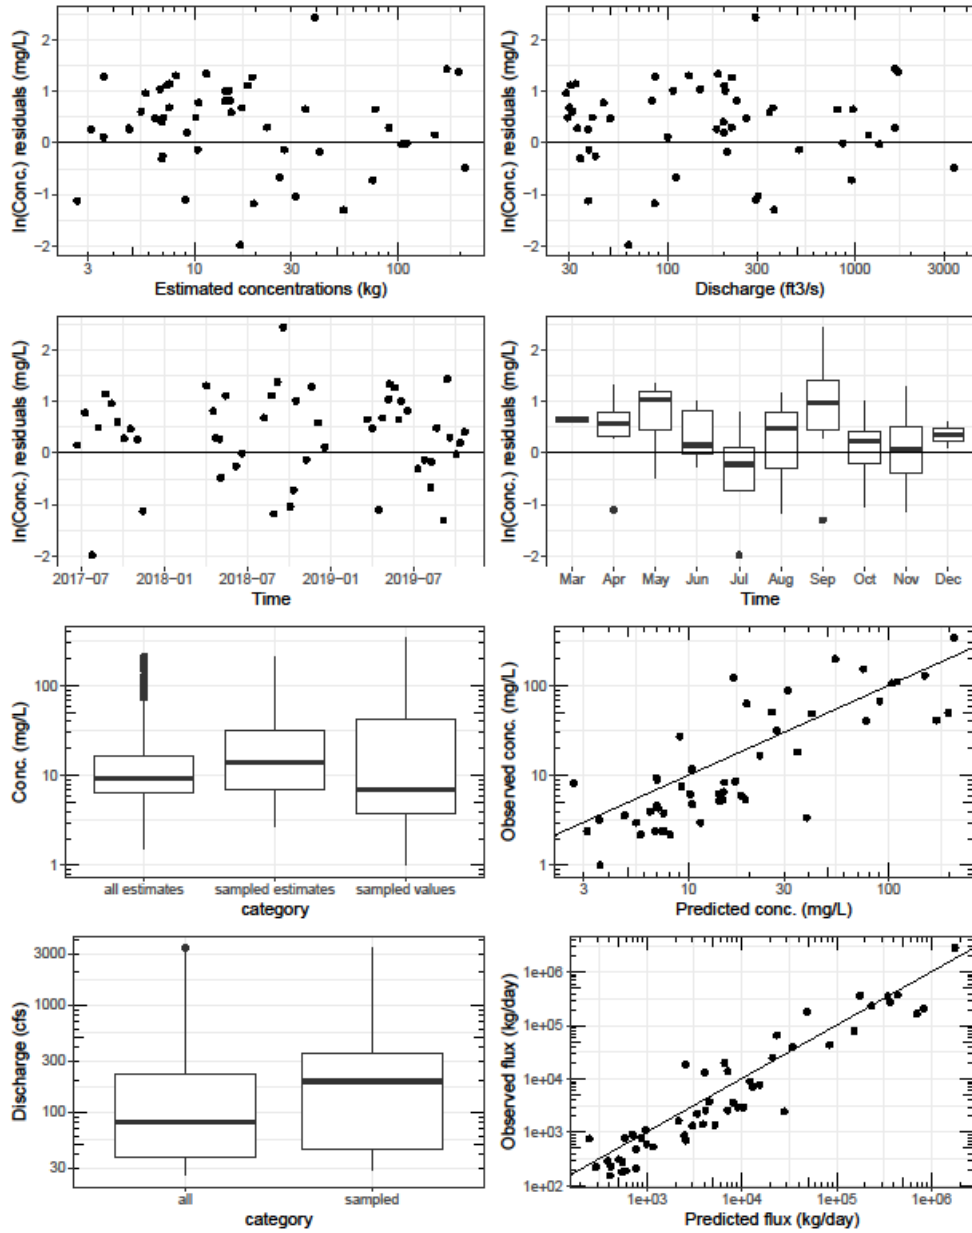 ln(Conc.) residuals (mg/L)
2
1
0
−1
−2
3
10
30
100
Estimated concentrations (kg)
ln(Conc.) residuals (mg/L)
2
1
0
−1
−2
30
100
300
1000
3000
Discharge (ft3/s)
ln(Conc.) residuals (mg/L)
2
1
0
−1
−2
2017−07
2018−01
2018−07
2019−01
2019−07
Time
ln(Conc.) residuals (mg/L)
2
1
0
−1
−2
Mar Apr May Jun Jul Aug Sep Oct Nov Dec
Time
Conc. (mg/L)
100
10
1
all estimates
sampled estimates
sampled values
category
Observed conc. (mg/L)
100
10
1
3
10
30
100
Predicted conc. (mg/L)
Discharge (cfs)
3000
1000
300
100
30
all
sampled
category
Observed flux (kg/day)
1e+06
1e+05
1e+04
1e+03
1e+02
1e+03
1e+04
1e+05
1e+06
Predicted flux (kg/day)